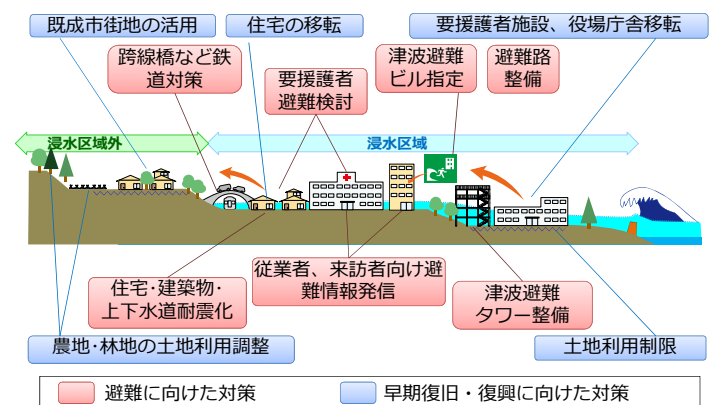 既成市街地の活用
住宅の移転
要援護者施設、役場庁舎移転
跨線橋など鉄
道対策
要援護者
避難検討
津波避難
ビル指定
避難路
整備
浸水区域外
浸水区域
住宅･建築物･
上下水道耐震化
従業者、来訪者向け避
難情報発信
津波避難
タワー整備
農地･林地の土地利用調整
土地利用制限
避難に向けた対策
早期復旧・復興に向けた対策